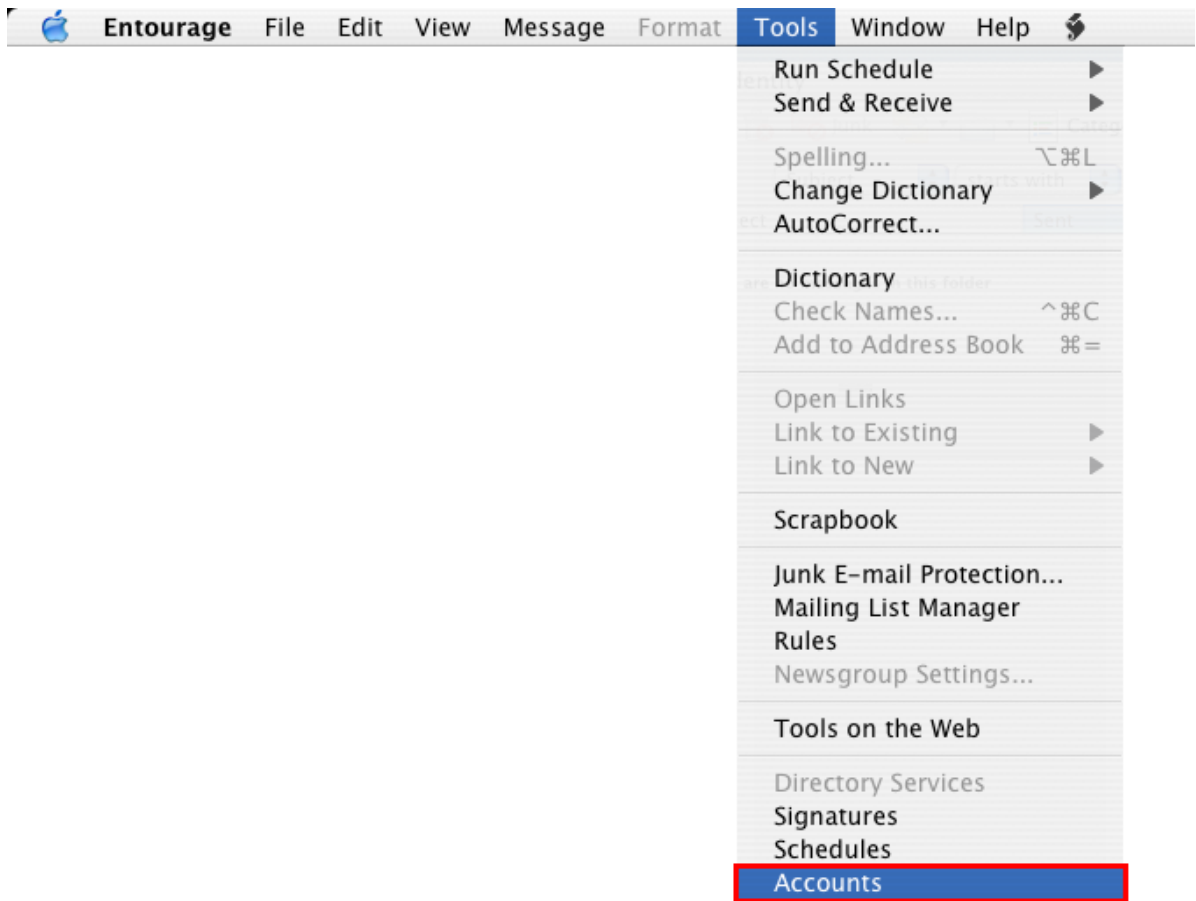 Entourage File Edit View Message Format Tools Window Help
Run Schedule
Send & Receive
Spelling... ⌥⌘L
Change Dictionary
AutoCorrect...
Dictionary
Check Names... ^⌘C
Add to Address Book ⌘=
Open Links
Link to Existing
Link to New
Scrapbook
Junk E-mail Protection...
Mailing List Manager
Rules
Newsgroup Settings...
Tools on the Web
Directory Services
Signatures
Schedules
Accounts